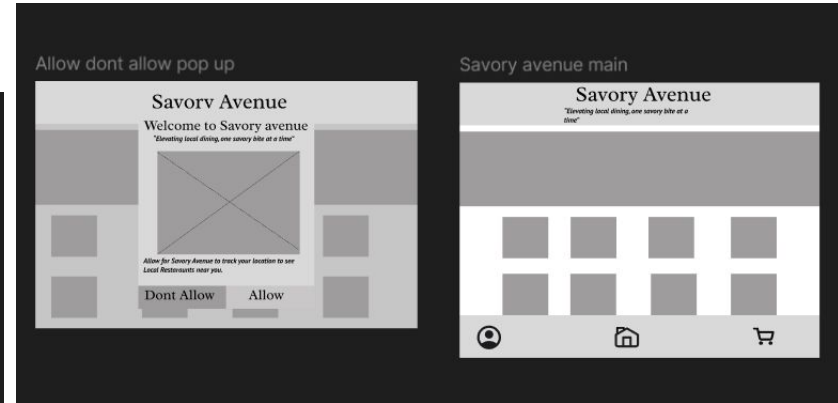 Allow dont allow pop up
Savory Avenue
Welcome to Savory avenue
"Elevating local dining, one savory bite at a time"
Allow for Savory Avenue to track your location to see
Local Restaraunts near you.
Dont Allow
Allow
Savory avenue main
Savory Avenue
"Elevating local dining, one savory bite at a
time"